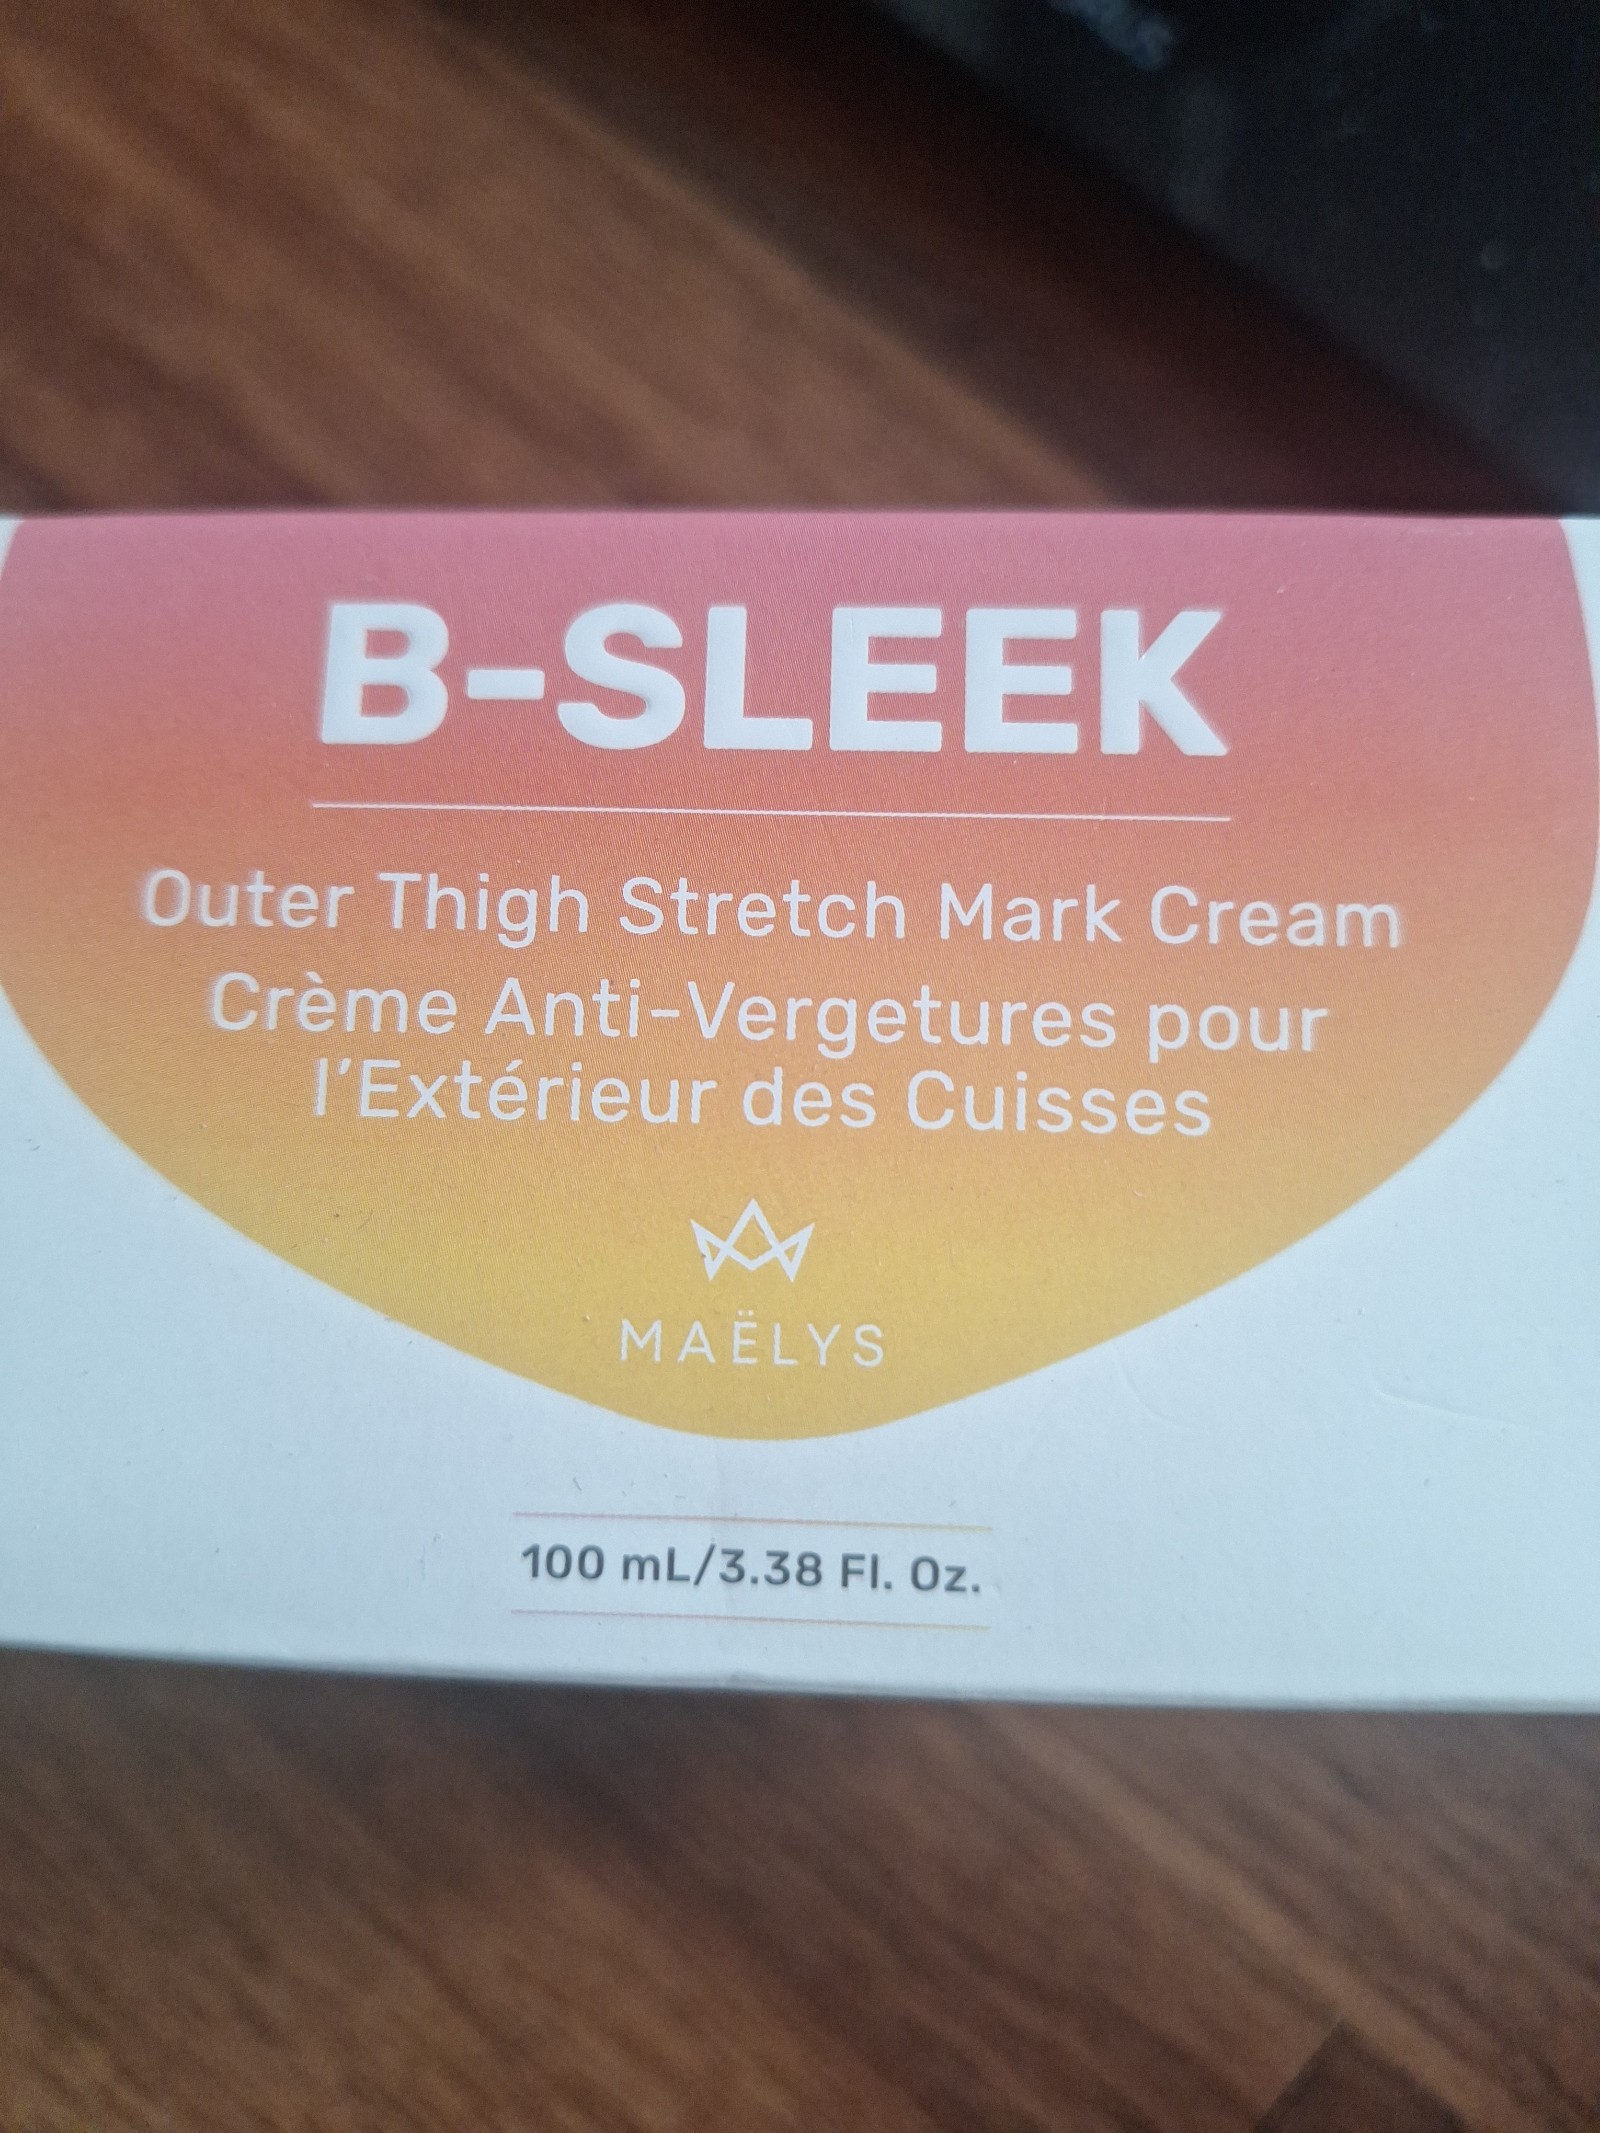 B-SLEEK
Outer Thigh Stretch Mark Cream
Crème Anti-Vergetures pour
l'Extérieur des Cuisses
MAËLYS
100 mL/3.38 Fl. Oz.